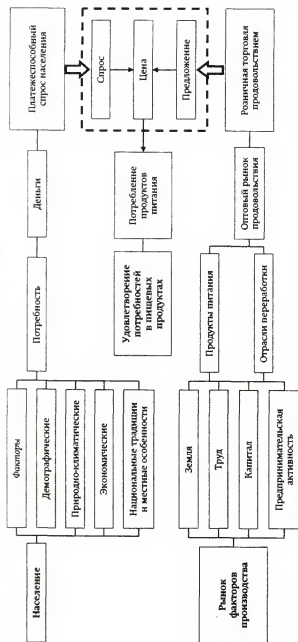 Население
Факторы
Демографические
Природно-климатические
Экономические
Национальные традиции
и местные особенности
Потребность
Деньги
Платежеспособный
спрос населения
Спрос
Цена
Предложение
Потребление
продуктов
питания
Удовлетворение
потребностей
в пищевых
продуктах
Рынок
факторов
производства
Земля
Труд
Капитал
Предпринимательская
активность
Продукты питания
Отрасли переработки
Оптовый рынок
продовольствия
Розничная торговля
продовольствием